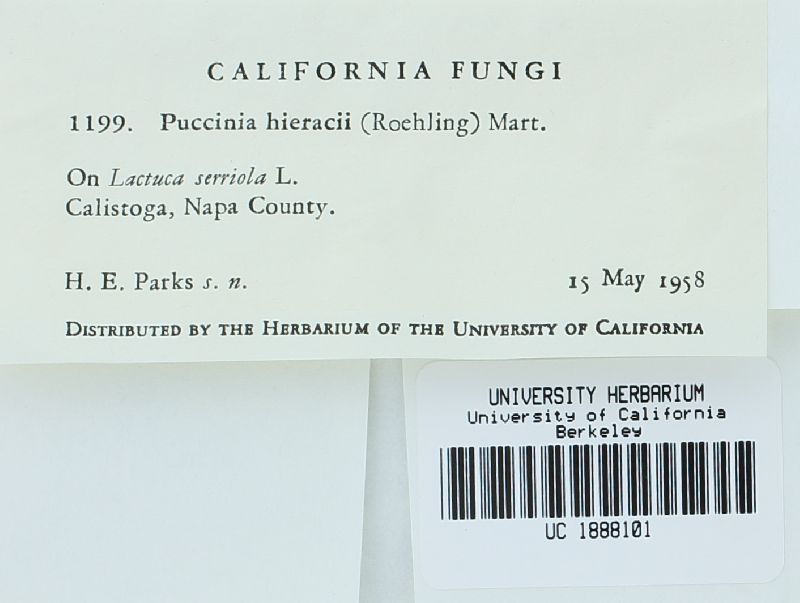 CALIFORNIA FUNGI
1199. Puccinia hieracii (Roehling) Mart.
On Lactuca serriola L.
Calistoga, Napa County.
H. E. Parks s. n. 15 May 1958
DISTRIBUTED BY THE HERBARIUM OF THE UNIVERSITY OF CALIFORNIA
UNIVERSITY HERBARIUM
University of California
Berkeley
UC 1888101